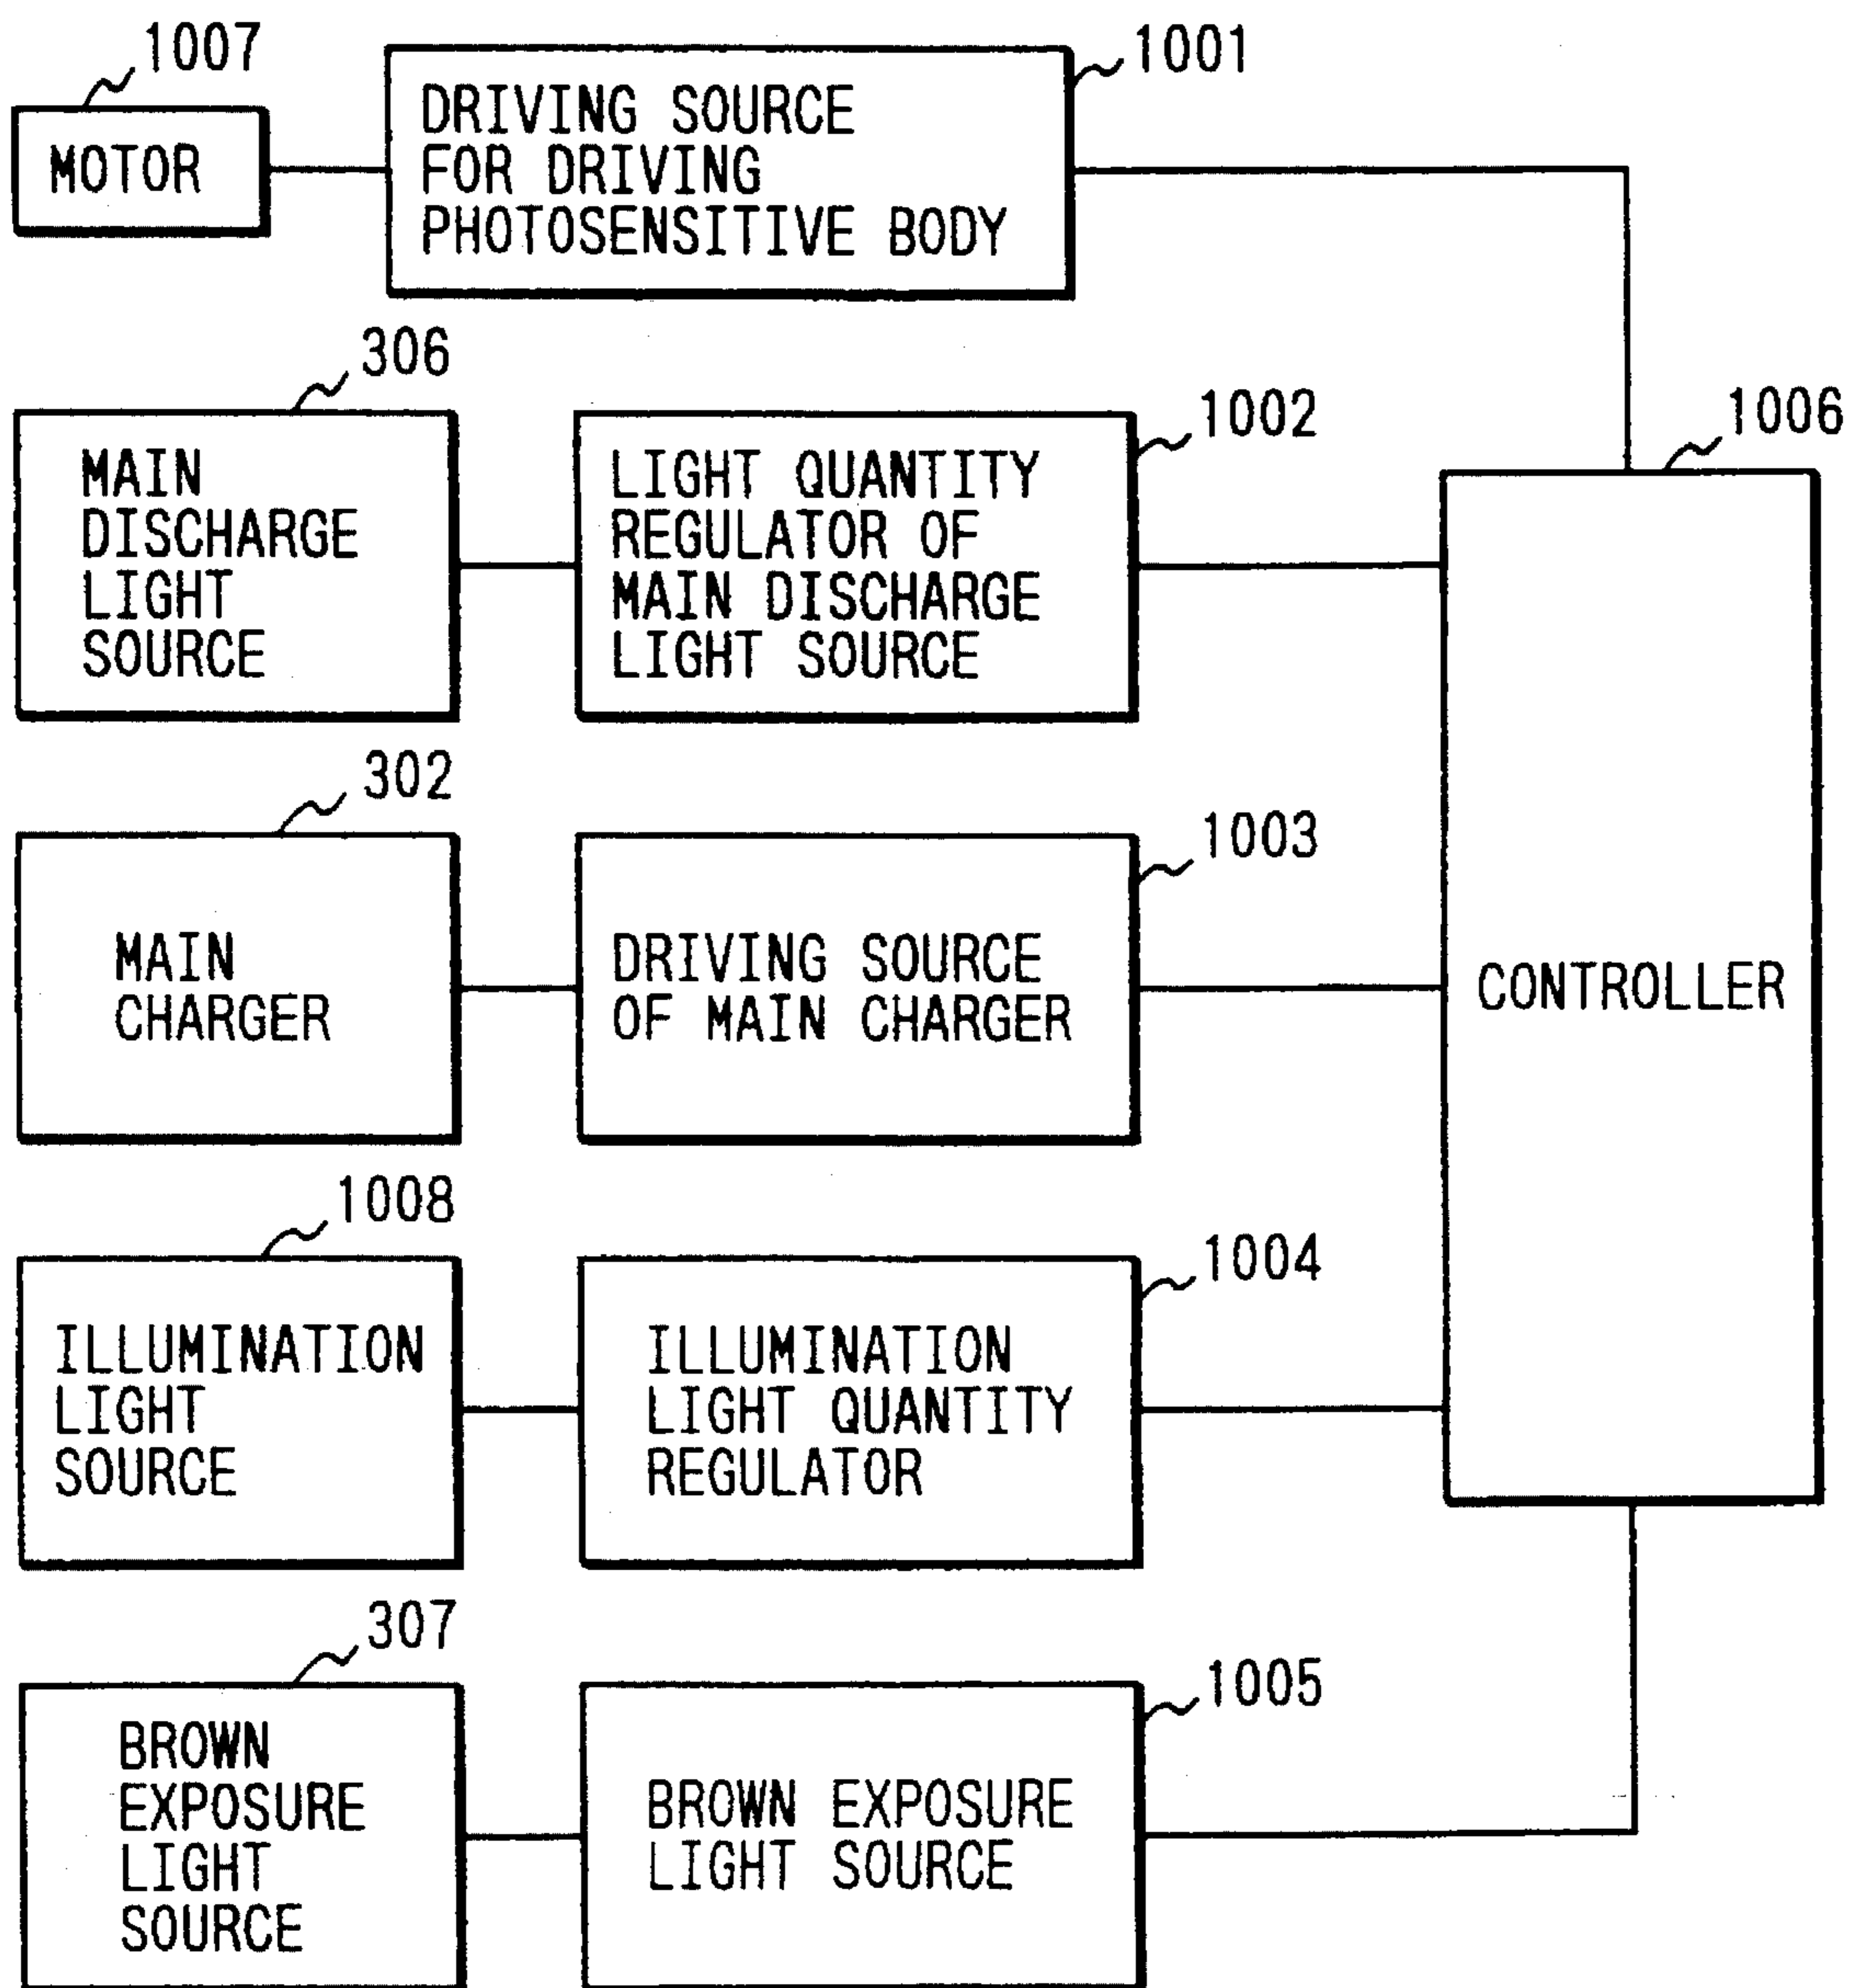 1007
MOTOR
1001
DRIVING SOURCE
FOR DRIVING
PHOTOSENSITIVE BODY
306
MAIN
DISCHARGE
LIGHT
SOURCE
1002
LIGHT QUANTITY
REGULATOR OF
MAIN DISCHARGE
LIGHT SOURCE
1006
CONTROLLER
302
MAIN
CHARGER
1003
DRIVING SOURCE
OF MAIN CHARGER
1008
ILLUMINATION
LIGHT
SOURCE
1004
ILLUMINATION
LIGHT QUANTITY
REGULATOR
307
BROWN
EXPOSURE
LIGHT
SOURCE
1005
BROWN EXPOSURE
LIGHT SOURCE